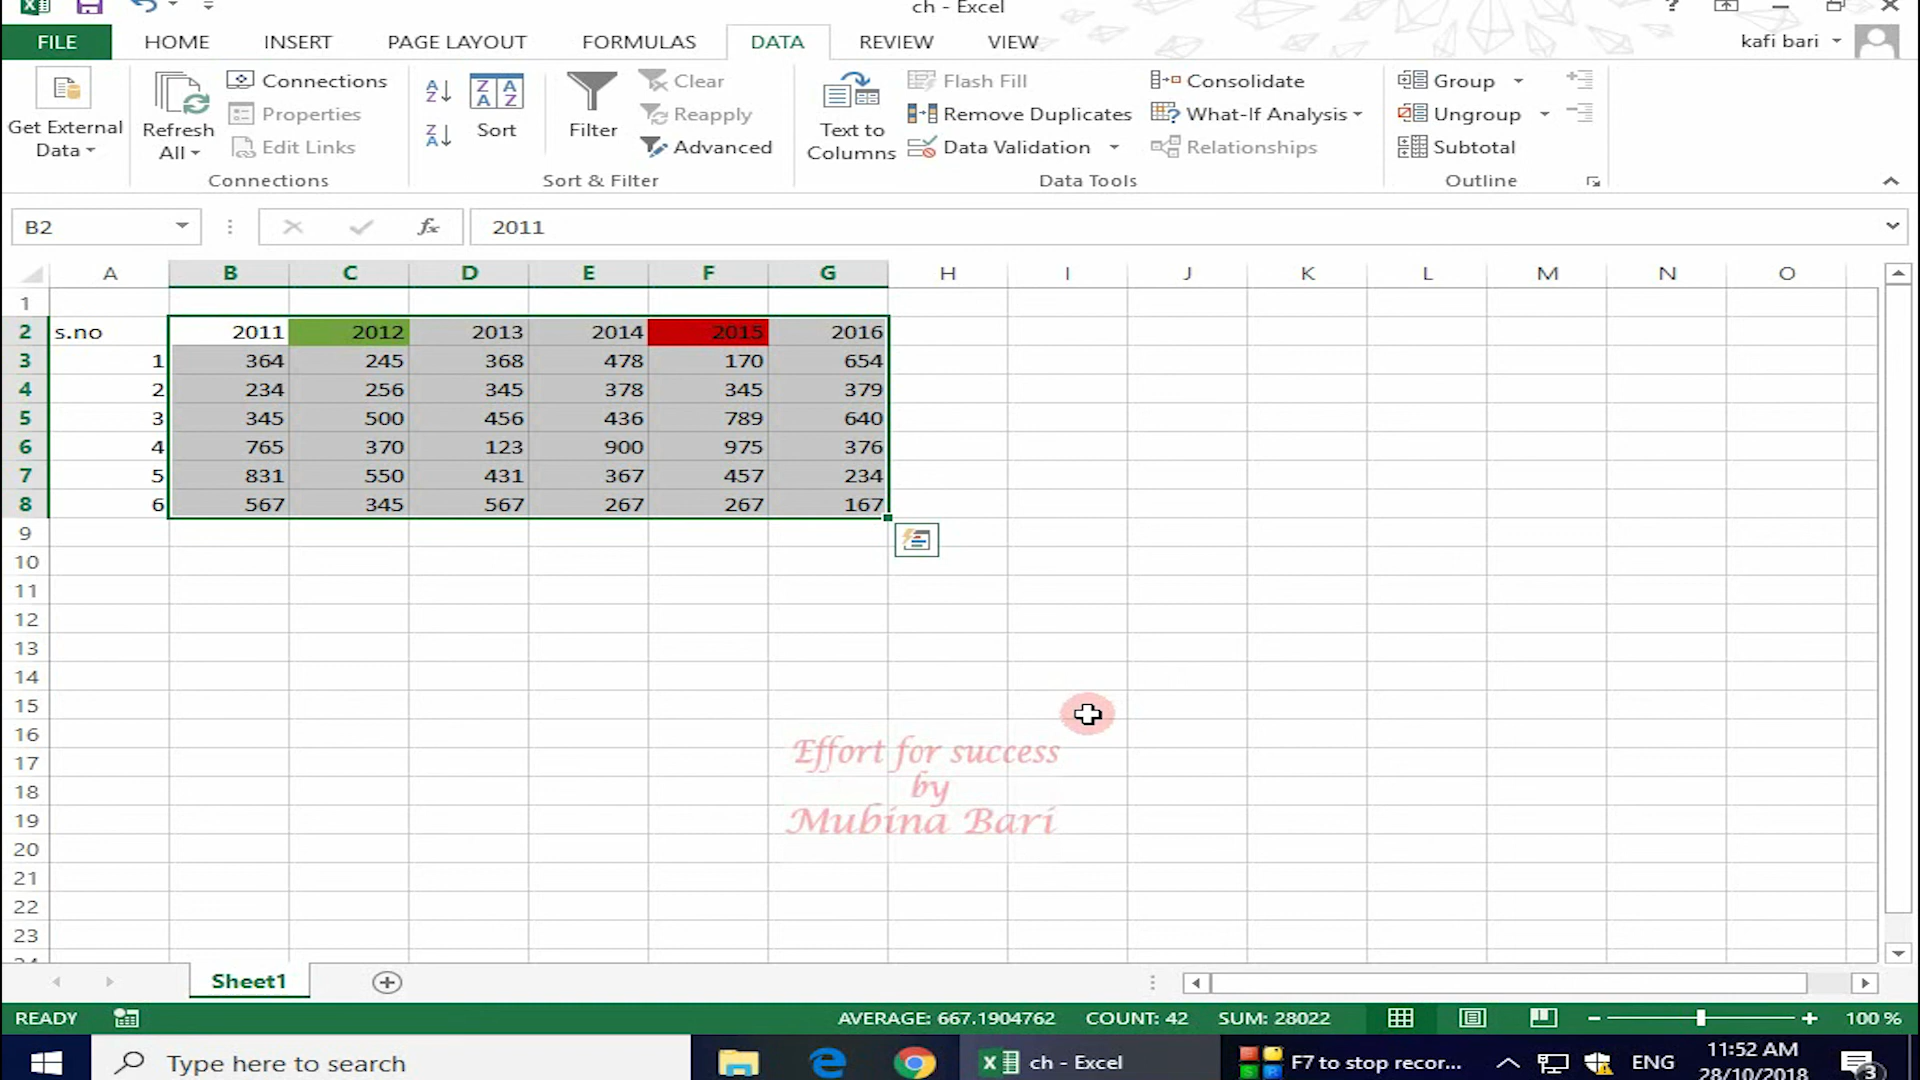 ch - Excel
?
FILE HOME INSERT PAGE LAYOUT FORMULAS DATA REVIEW VIEW kafi bari
Get External Data
Refresh All
Connections
Properties
Edit Links
Connections
Sort
Filter
Clear
Reapply
Advanced
Sort & Filter
Text to Columns
Flash Fill
Remove Duplicates
Data Validation
Consolidate
What-If Analysis
Relationships
Data Tools
Group
Ungroup
Subtotal
Outline
B2 fx 2011
A B C D E F G H I J K L M N O
1
2 s.no 2011 2012 2013 2014 2015 2016
3 1 364 245 368 478 170 654
4 2 234 256 345 378 345 379
5 3 345 500 456 436 789 640
6 4 765 370 123 900 975 376
7 5 831 550 431 367 457 234
8 6 567 345 567 267 267 167
9
10
11
12
13
14
15
16
17
18
19
20
21
22
23
24
Effort for success
by
Mubina Bari
Sheet1
READY AVERAGE: 667.1904762 COUNT: 42 SUM: 28022 100 %
Type here to search ch - Excel F7 to stop recor... ENG 11:52 AM
28/10/2018 3